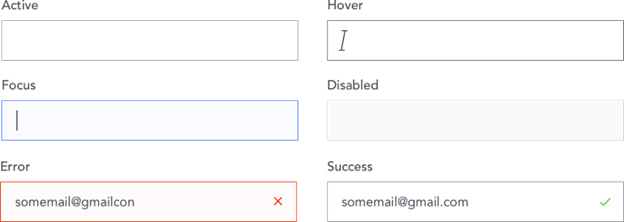 Active
Hover
Focus
Disabled
Error
Success
somemail@gmailcon
somemail@gmail.com